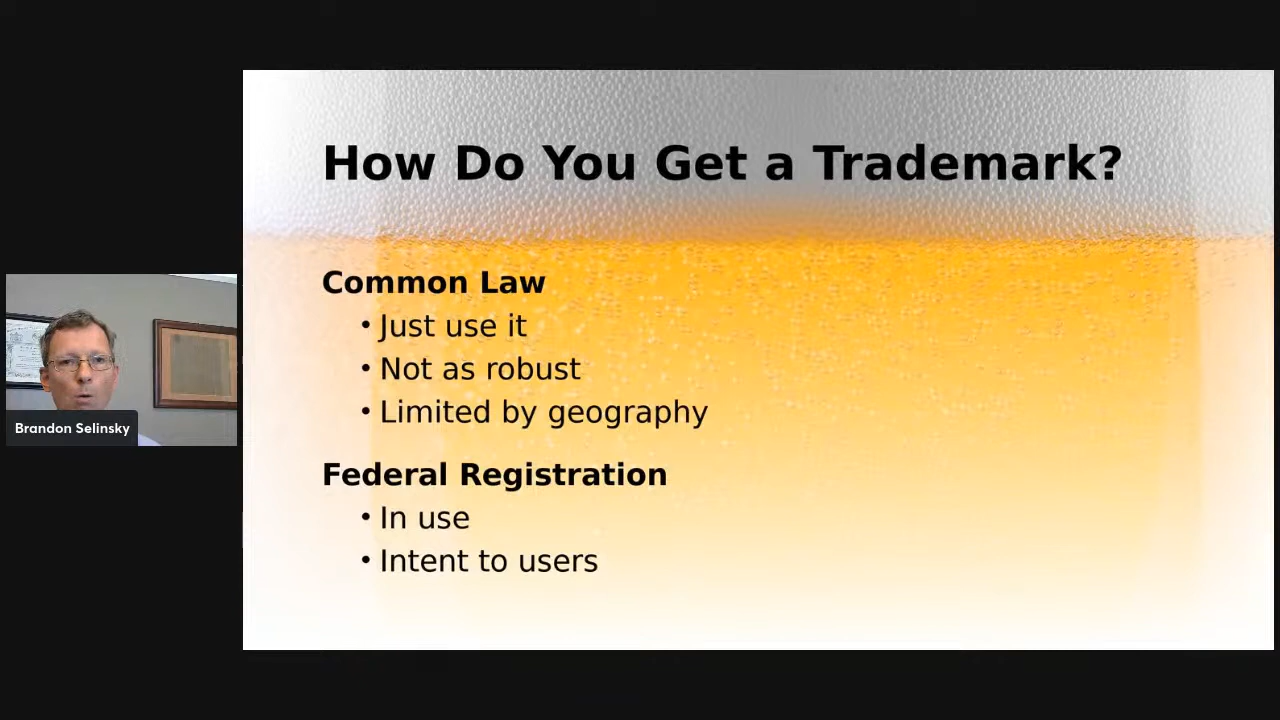 How Do You Get a Trademark?
Common Law
• Just use it
• Not as robust
• Limited by geography
Federal Registration
• In use
• Intent to users
Brandon Selinsky